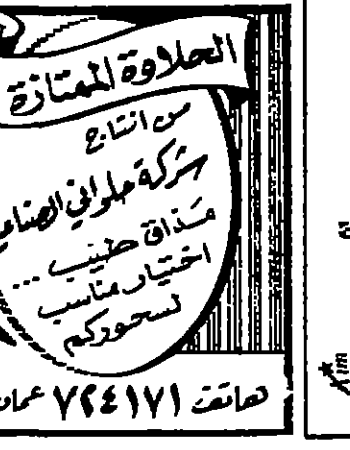 الحلاوة الممتازة
من انتاج
شركة حلواني الصناعية
مذاق طيب ...
اختيار مناسب
لسحوركم
هاتف ٧٢٤١٧١ عمان